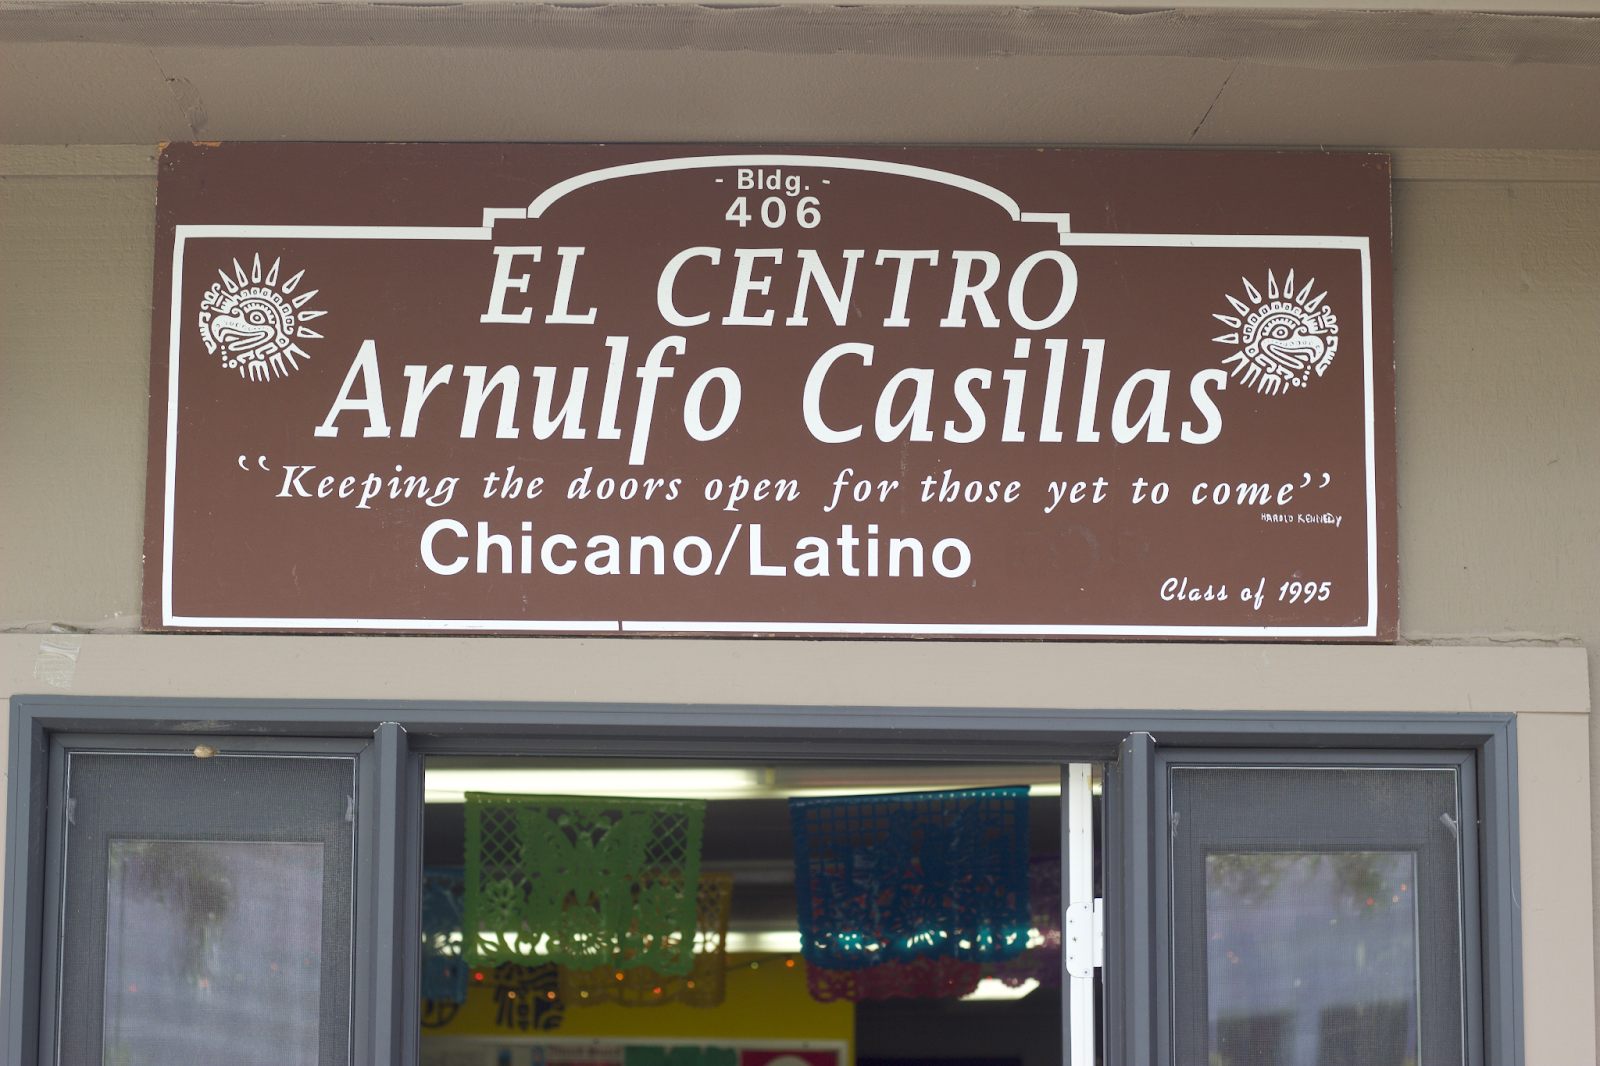 - Bldg. -
406
EL CENTRO
Arnulfo Casillas
“Keeping the doors open for those yet to come”
HAROLD KENNEDY
Chicano/Latino
Class of 1995